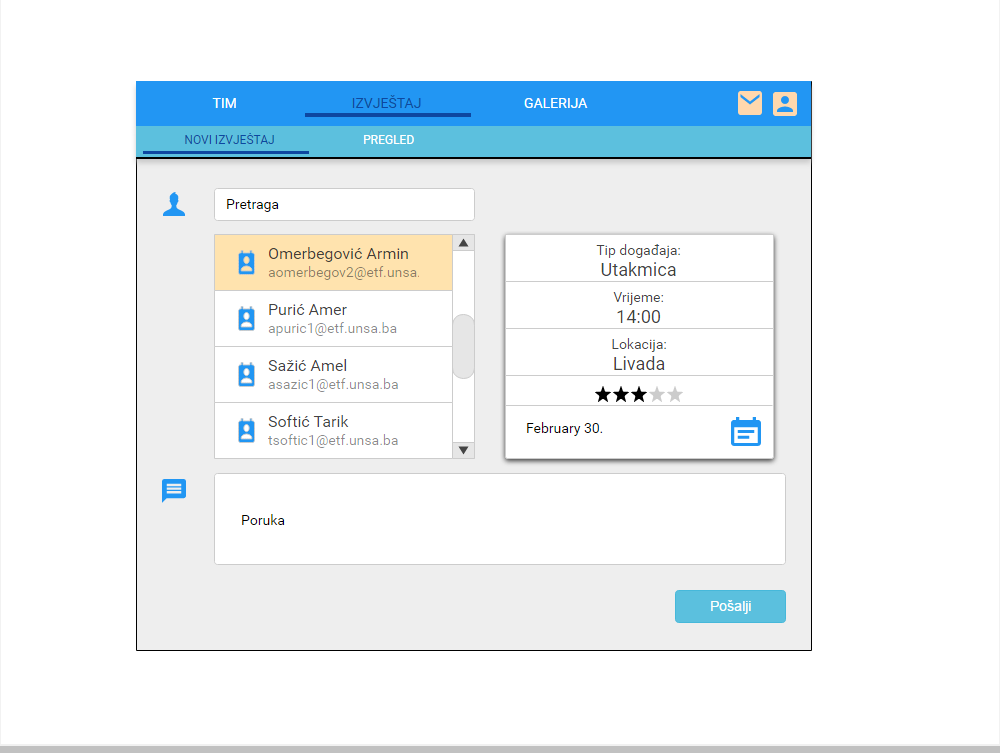 TIM
IZVJEŠTAJ
GALERIJA
NOVI IZVJEŠTAJ
PREGLED
Pretraga
Omerbegović Armin
aomerbegov2@etf.unsa.
Purić Amer
apuric1@etf.unsa.ba
Sažić Amel
asazic1@etf.unsa.ba
Softić Tarik
tsoftic1@etf.unsa.ba
Tip događaja:
Utakmica
Vrijeme:
14:00
Lokacija:
Livada
February 30.
Poruka
Pošalji